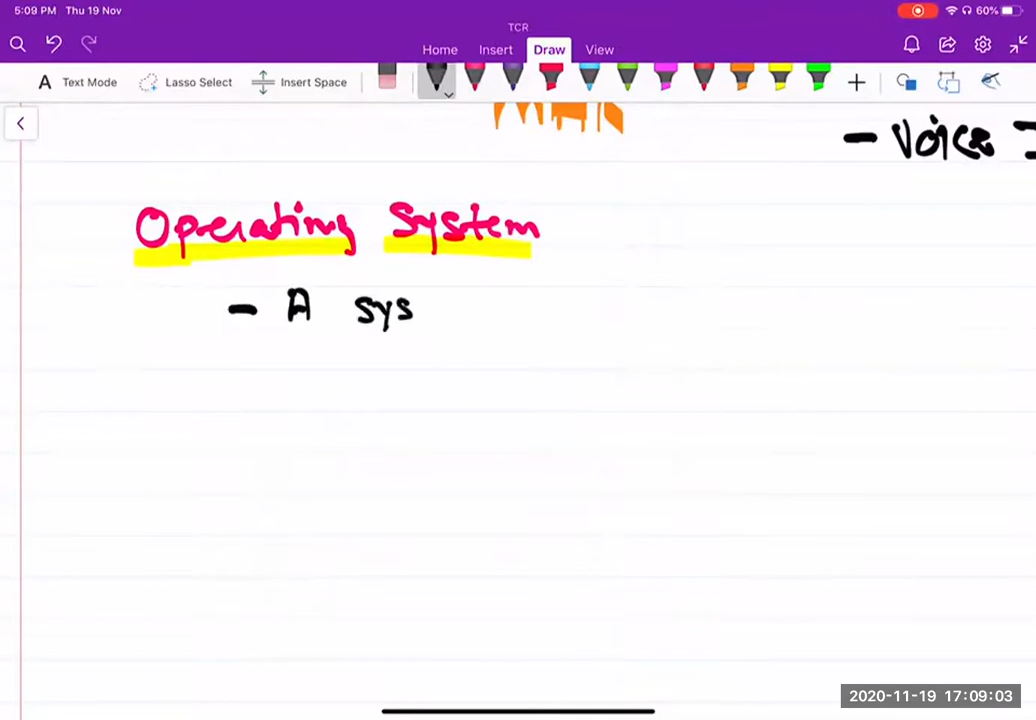 5:09 PM Thu 19 Nov 60%
TCR
Home Insert Draw View
A Text Mode Lasso Select Insert Space
- Voice
Operating System
- A sys
2020-11-19 17:09:03